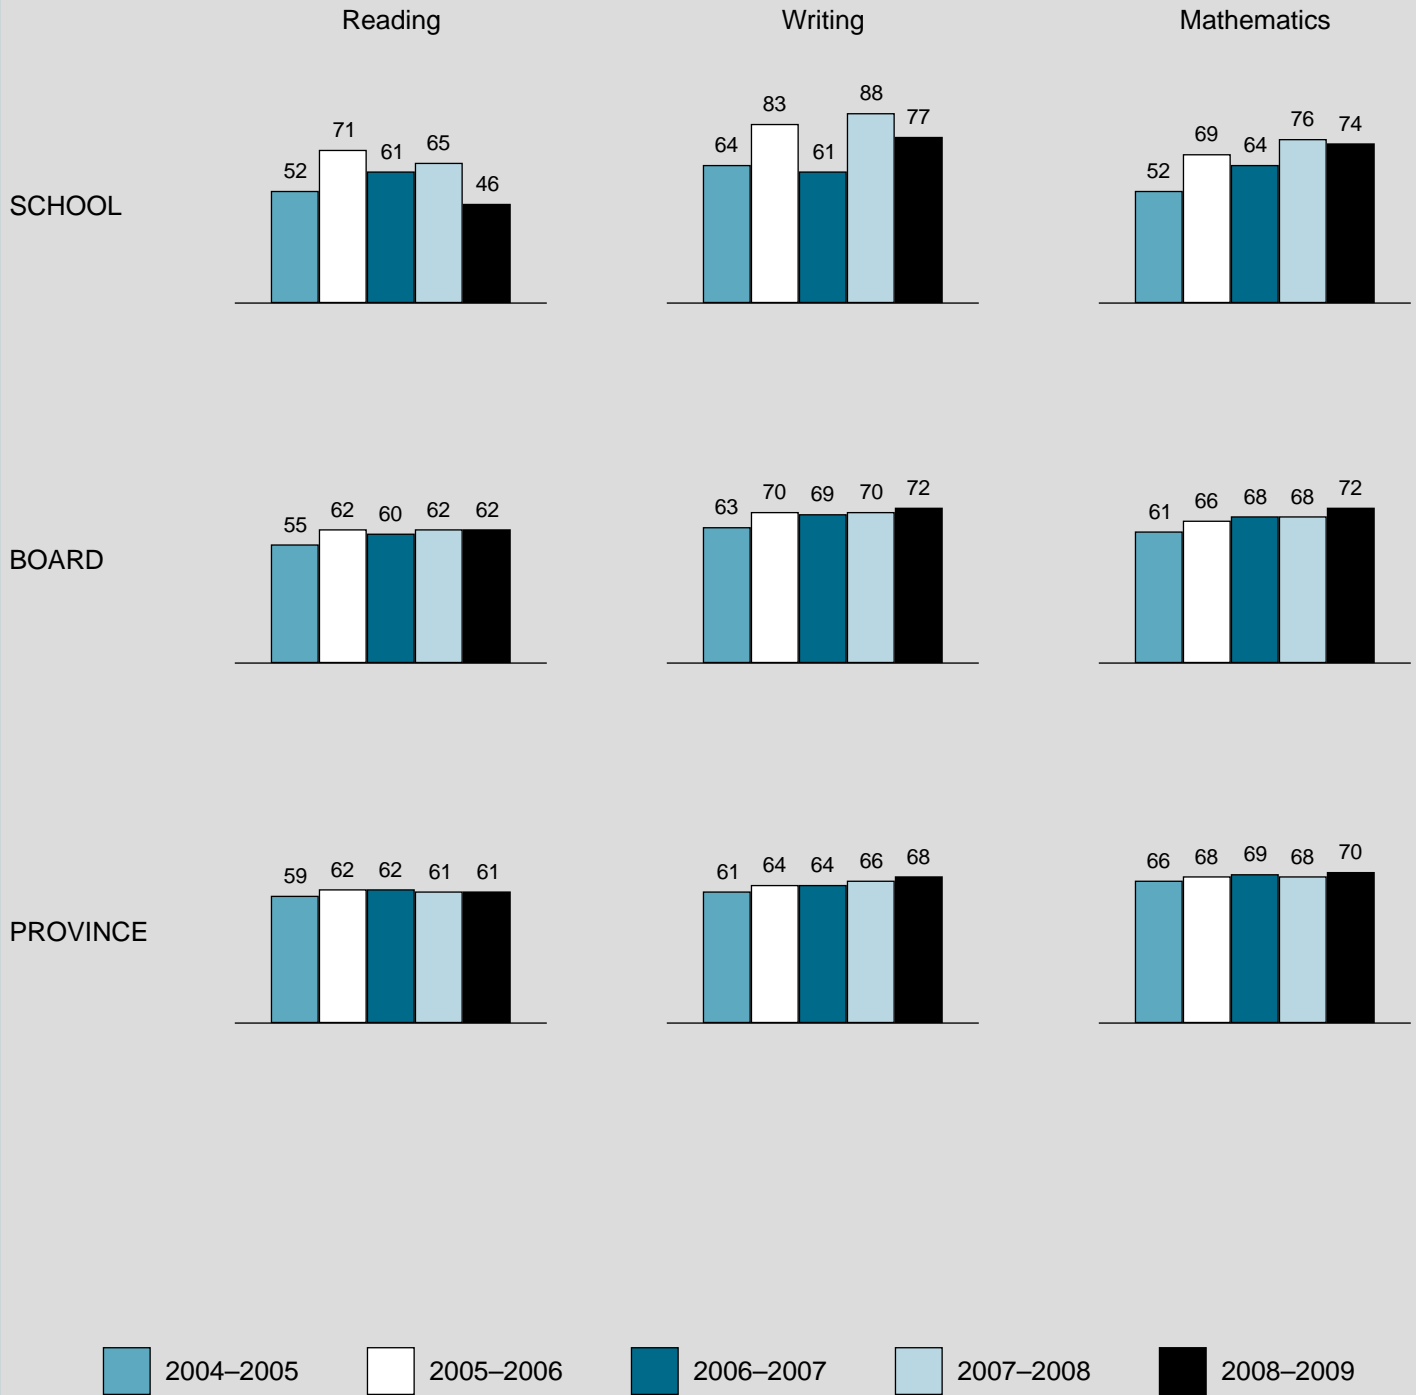 Reading Writing Mathematics
SCHOOL
52 71 61 65 46
64 83 61 88 77
52 69 64 76 74
BOARD
55 62 60 62 62
63 70 69 70 72
61 66 68 68 72
PROVINCE
59 62 62 61 61
61 64 64 66 68
66 68 69 68 70
2004–2005 2005–2006 2006–2007 2007–2008 2008–2009